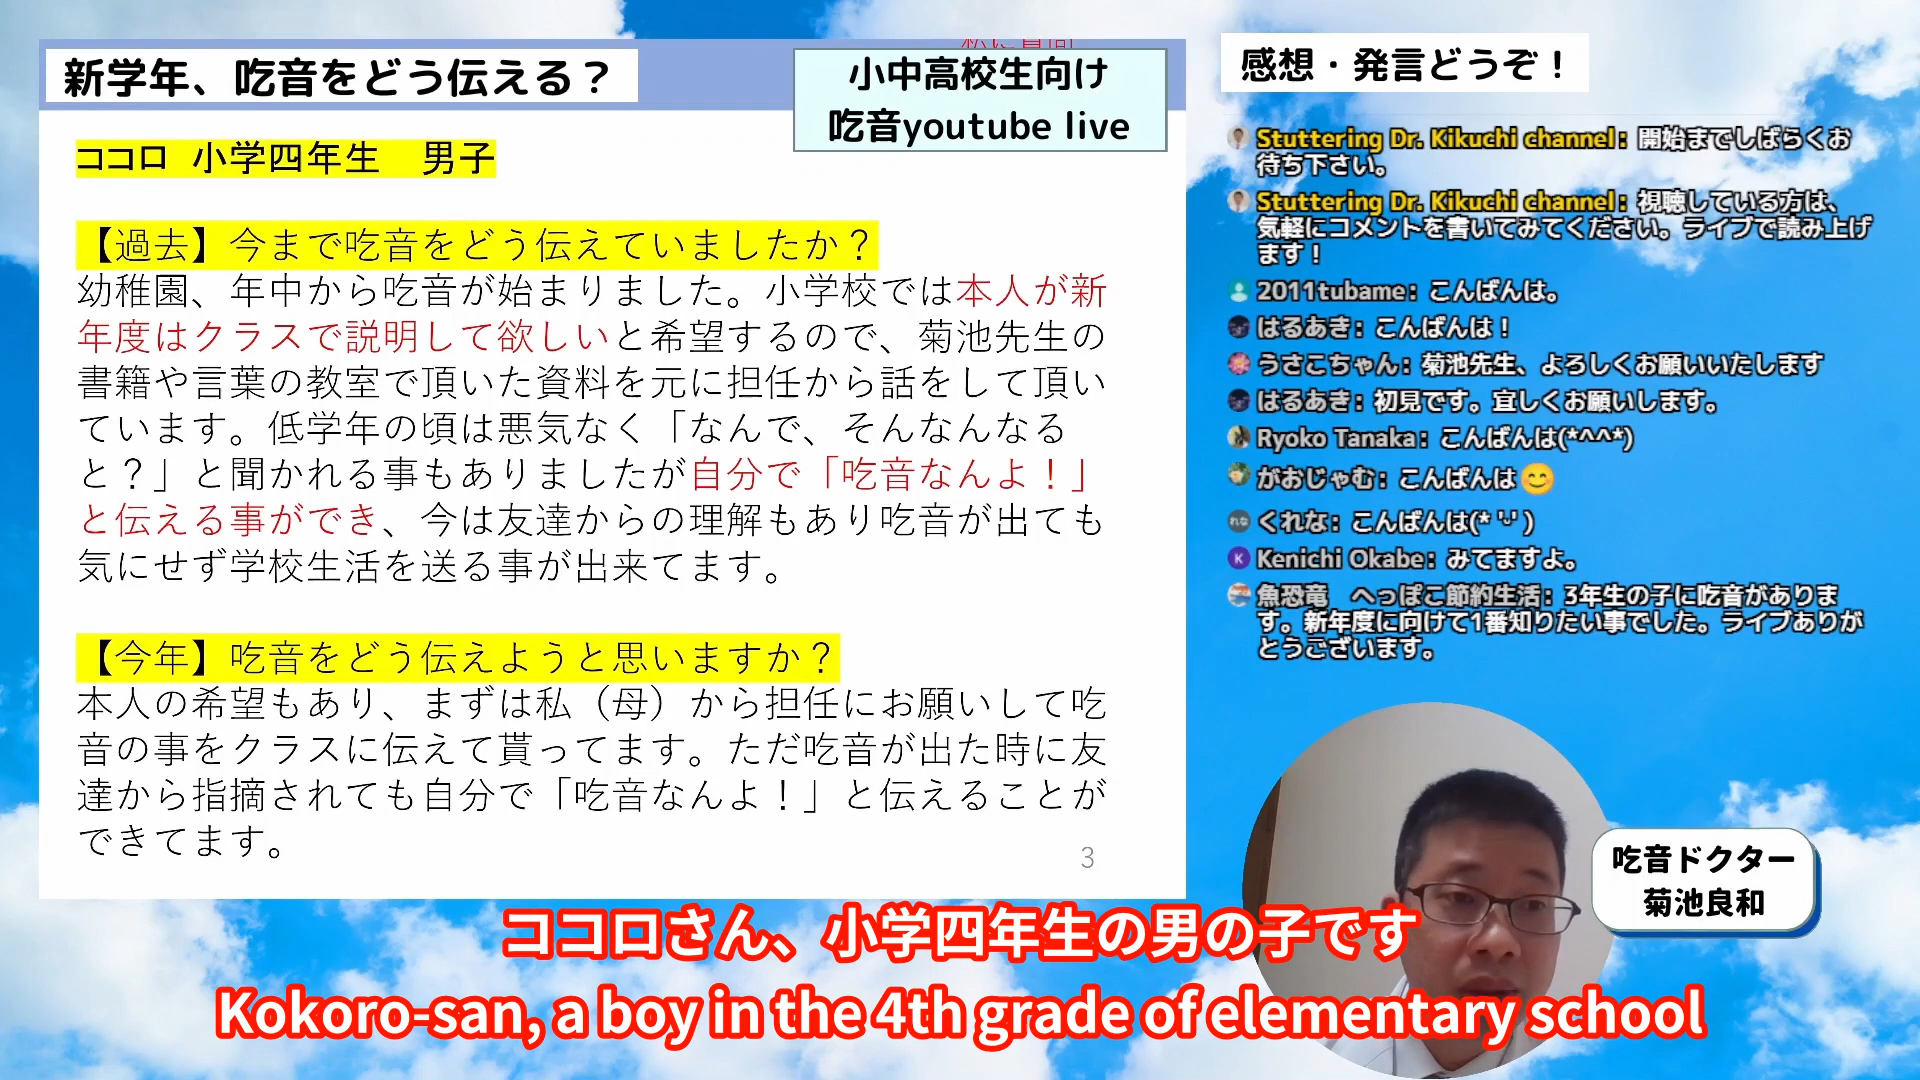 新学年、吃音をどう伝える？
小中高校生向け
吃音youtube live
ココロ 小学四年生　男子
【過去】今まで吃音をどう伝えていましたか？
幼稚園、年中から吃音が始まりました。小学校では本人が新
年度はクラスで説明して欲しいと希望するので、菊池先生の
書籍や言葉の教室で頂いた資料を元に担任から話をして頂い
ています。低学年の頃は悪気なく「なんで、そんなんなる
と？」と聞かれる事もありましたが自分で「吃音なんよ！」
と伝える事ができ、今は友達からの理解もあり吃音が出ても
気にせず学校生活を送る事が出来てます。
【今年】吃音をどう伝えようと思いますか？
本人の希望もあり、まずは私（母）から担任にお願いして吃
音の事をクラスに伝えて貰ってます。ただ吃音が出た時に友
達から指摘されても自分で「吃音なんよ！」と伝えることが
できてます。
3
感想・発言どうぞ！
Stuttering Dr. Kikuchi channel: 開始までしばらくお
待ち下さい。
Stuttering Dr. Kikuchi channel: 視聴している方は、
気軽にコメントを書いてみてください。ライブで読み上げ
ます！
2011tubame: こんばんは。
はるあき: こんばんは！
うさこちゃん: 菊池先生、よろしくお願いいたします
はるあき: 初見です。宜しくお願いします。
Ryoko Tanaka: こんばんは(*^^*)
がおじゃむ: こんばんは😊
れな くれな: こんばんは(* 'ᵕ' )
K Kenichi Okabe: みてますよ。
魚恐竜　へっぽこ節約生活: 3年生の子に吃音がありま
す。新年度に向けて1番知りたい事でした。ライブありが
とうございます。
吃音ドクター
菊池良和
ココロさん、小学四年生の男の子です
Kokoro-san, a boy in the 4th grade of elementary school